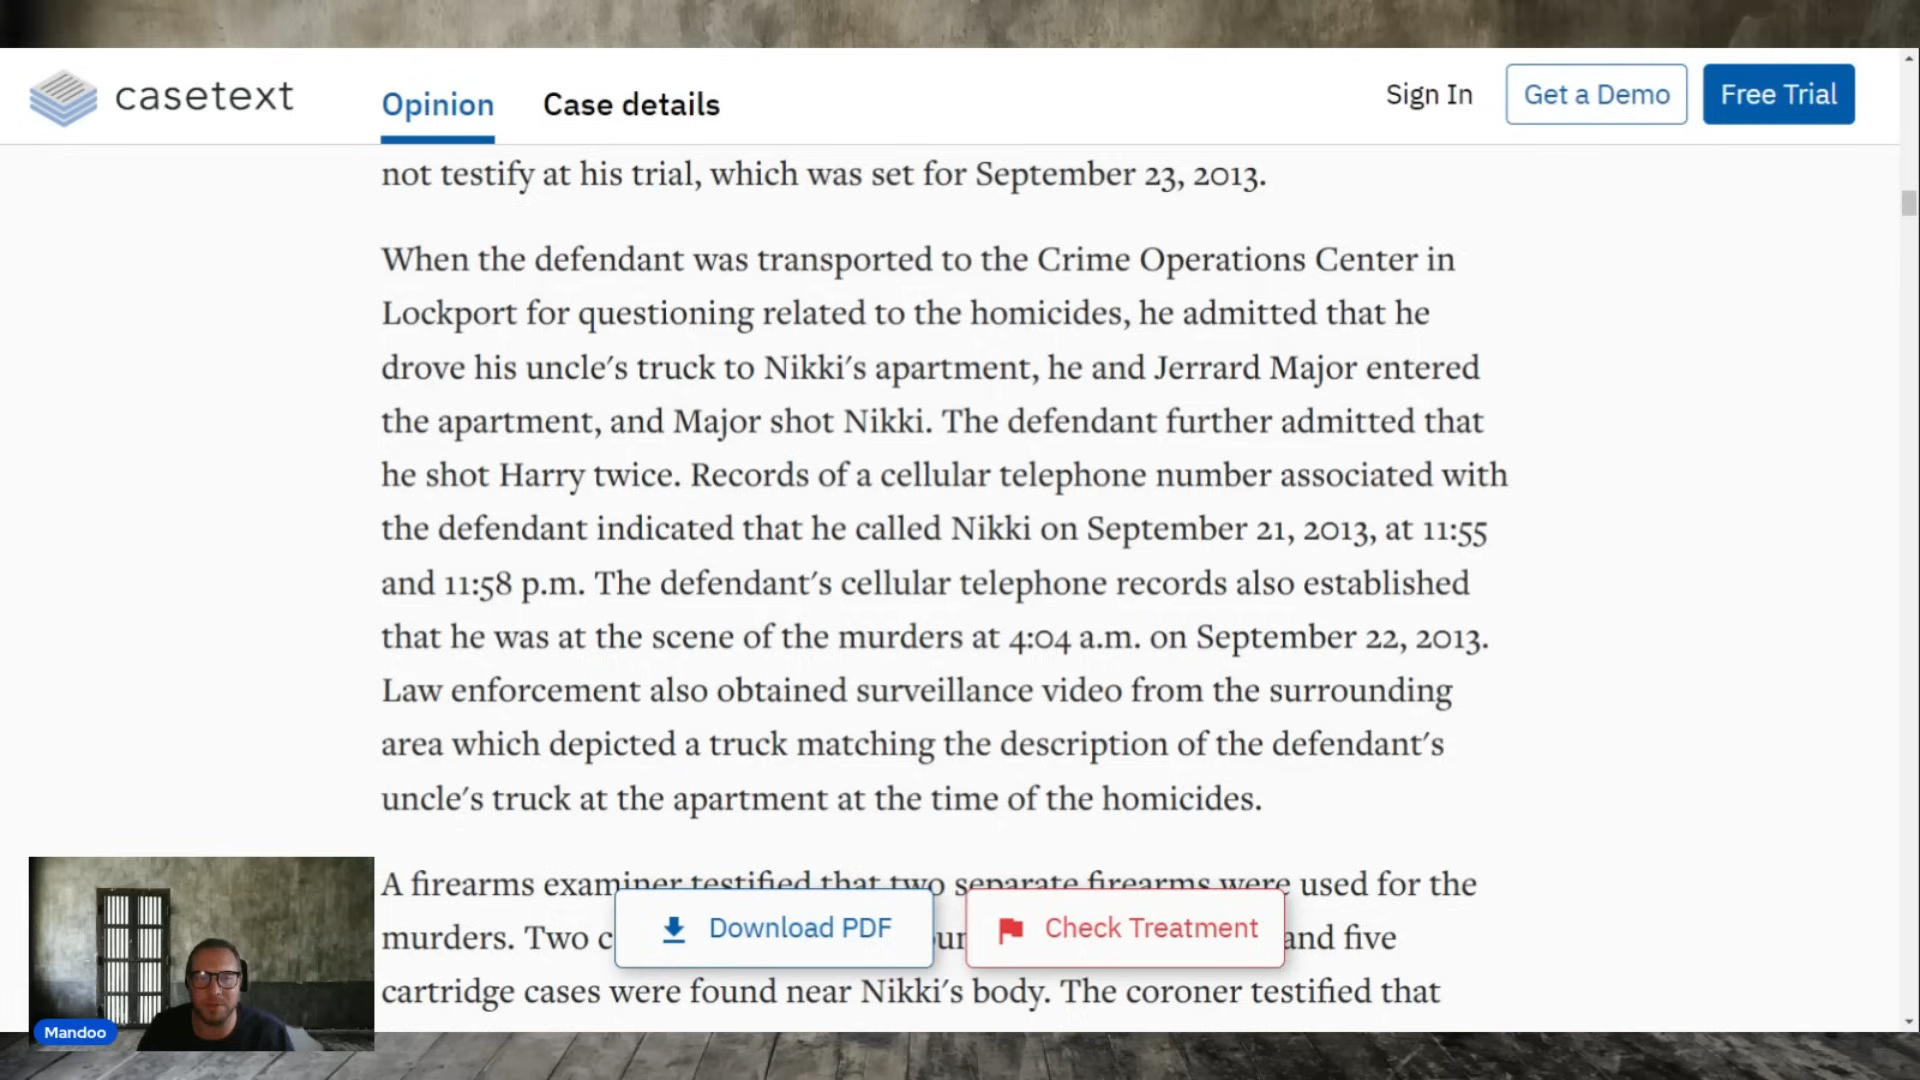 casetext
Opinion
Case details
Sign In
Get a Demo
Free Trial
not testify at his trial, which was set for September 23, 2013.
When the defendant was transported to the Crime Operations Center in
Lockport for questioning related to the homicides, he admitted that he
drove his uncle's truck to Nikki's apartment, he and Jerrard Major entered
the apartment, and Major shot Nikki. The defendant further admitted that
he shot Harry twice. Records of a cellular telephone number associated with
the defendant indicated that he called Nikki on September 21, 2013, at 11:55
and 11:58 p.m. The defendant's cellular telephone records also established
that he was at the scene of the murders at 4:04 a.m. on September 22, 2013.
Law enforcement also obtained surveillance video from the surrounding
area which depicted a truck matching the description of the defendant's
uncle's truck at the apartment at the time of the homicides.
A firearms examiner testified that two separate firearms were used for the
murders. Two and five
cartridge cases were found near Nikki's body. The coroner testified that
Download PDF
Check Treatment
Mandoo